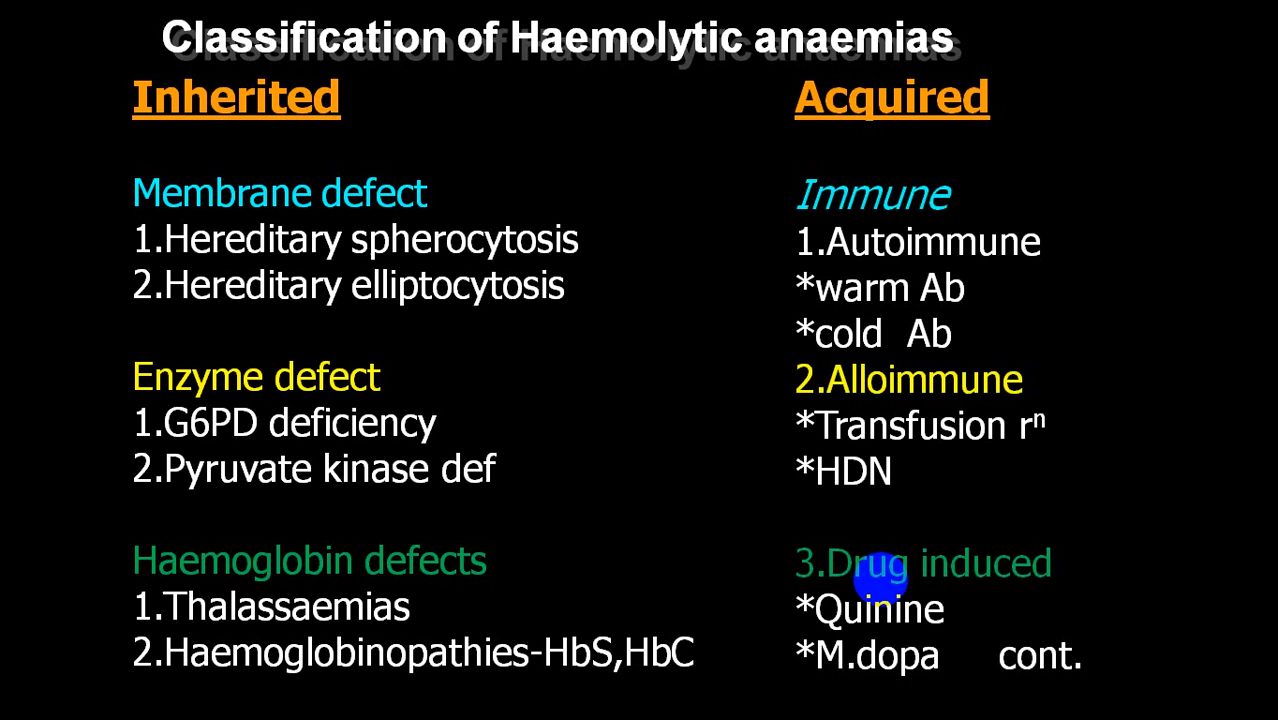 Classification of Haemolytic anaemias
Inherited
Membrane defect
1.Hereditary spherocytosis
2.Hereditary elliptocytosis
Enzyme defect
1.G6PD deficiency
2.Pyruvate kinase def
Haemoglobin defects
1.Thalassaemias
2.Haemoglobinopathies-HbS,HbC
Acquired
Immune
1.Autoimmune
*warm Ab
*cold Ab
2.Alloimmune
*Transfusion rⁿ
*HDN
3.Drug induced
*Quinine
*M.dopa cont.